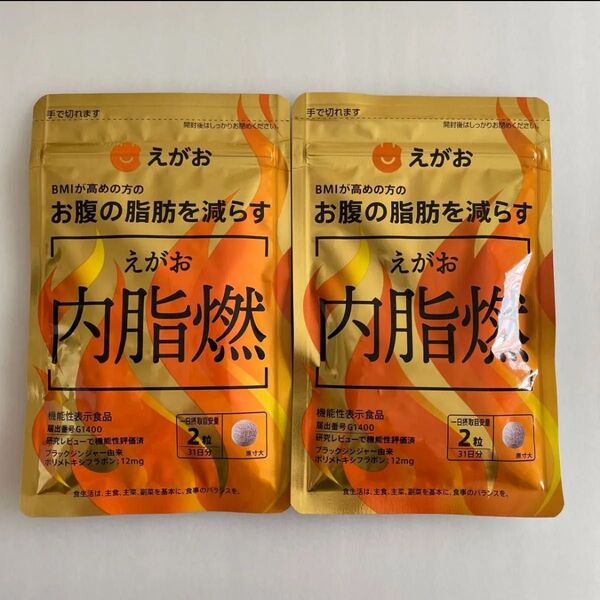 手で切れます
開封後はしっかりお閉めください。
えがお
BMIが高めの方の
お腹の脂肪を減らす
えがお
内脂燃
機能性表示食品
届出番号G1400
研究レビューで機能性評価済
ブラックジンジャー由来
ポリメトキシフラボン:12mg
一日摂取目安量
2粒
31日分
原寸大
食生活は、主食、主菜、副菜を基本に、食事のバランスを。
手で切れます
開封後はしっかりお閉めください。
えがお
BMIが高めの方の
お腹の脂肪を減らす
えがお
内脂燃
機能性表示食品
届出番号G1400
研究レビューで機能性評価済
ブラックジンジャー由来
ポリメトキシフラボン:12mg
一日摂取目安量
2粒
31日分
原寸大
食生活は、主食、主菜、副菜を基本に、食事のバランスを。